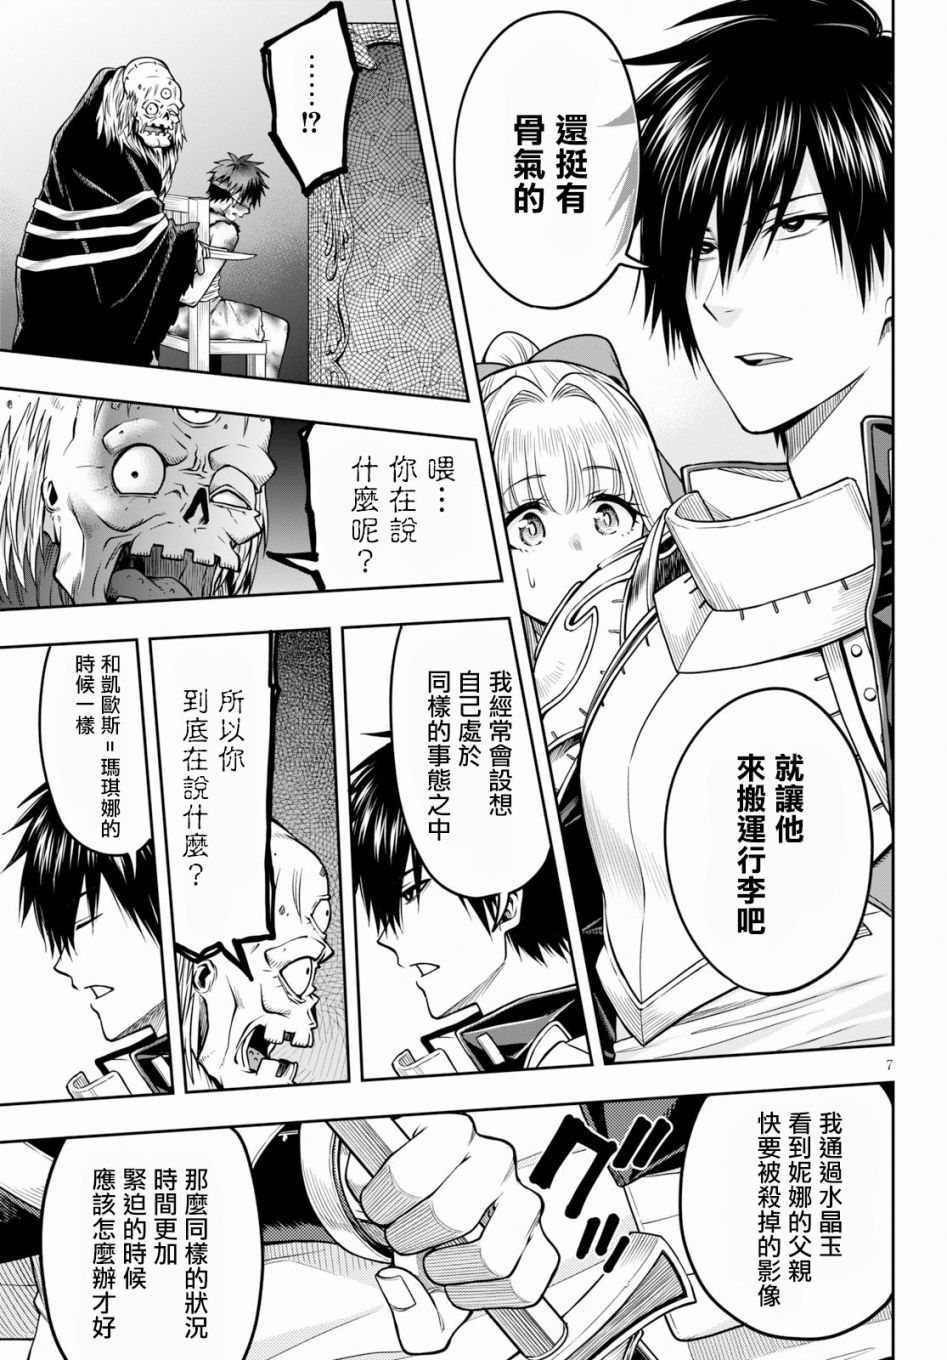 還挺有
骨氣的
就讓他
來搬運行李吧
……!?
喂…
你在說
什麼呢？
我經常會設想
自己處於
同樣的事態之中
所以你
到底在說什麼？
和凱歐斯=瑪琪娜的
時候一樣
7
我通過水晶玉
看到妮娜的父親
快要被殺掉的影像
那麼同樣的狀況
時間更加
緊迫的時候
應該怎麼辦才好
グググ